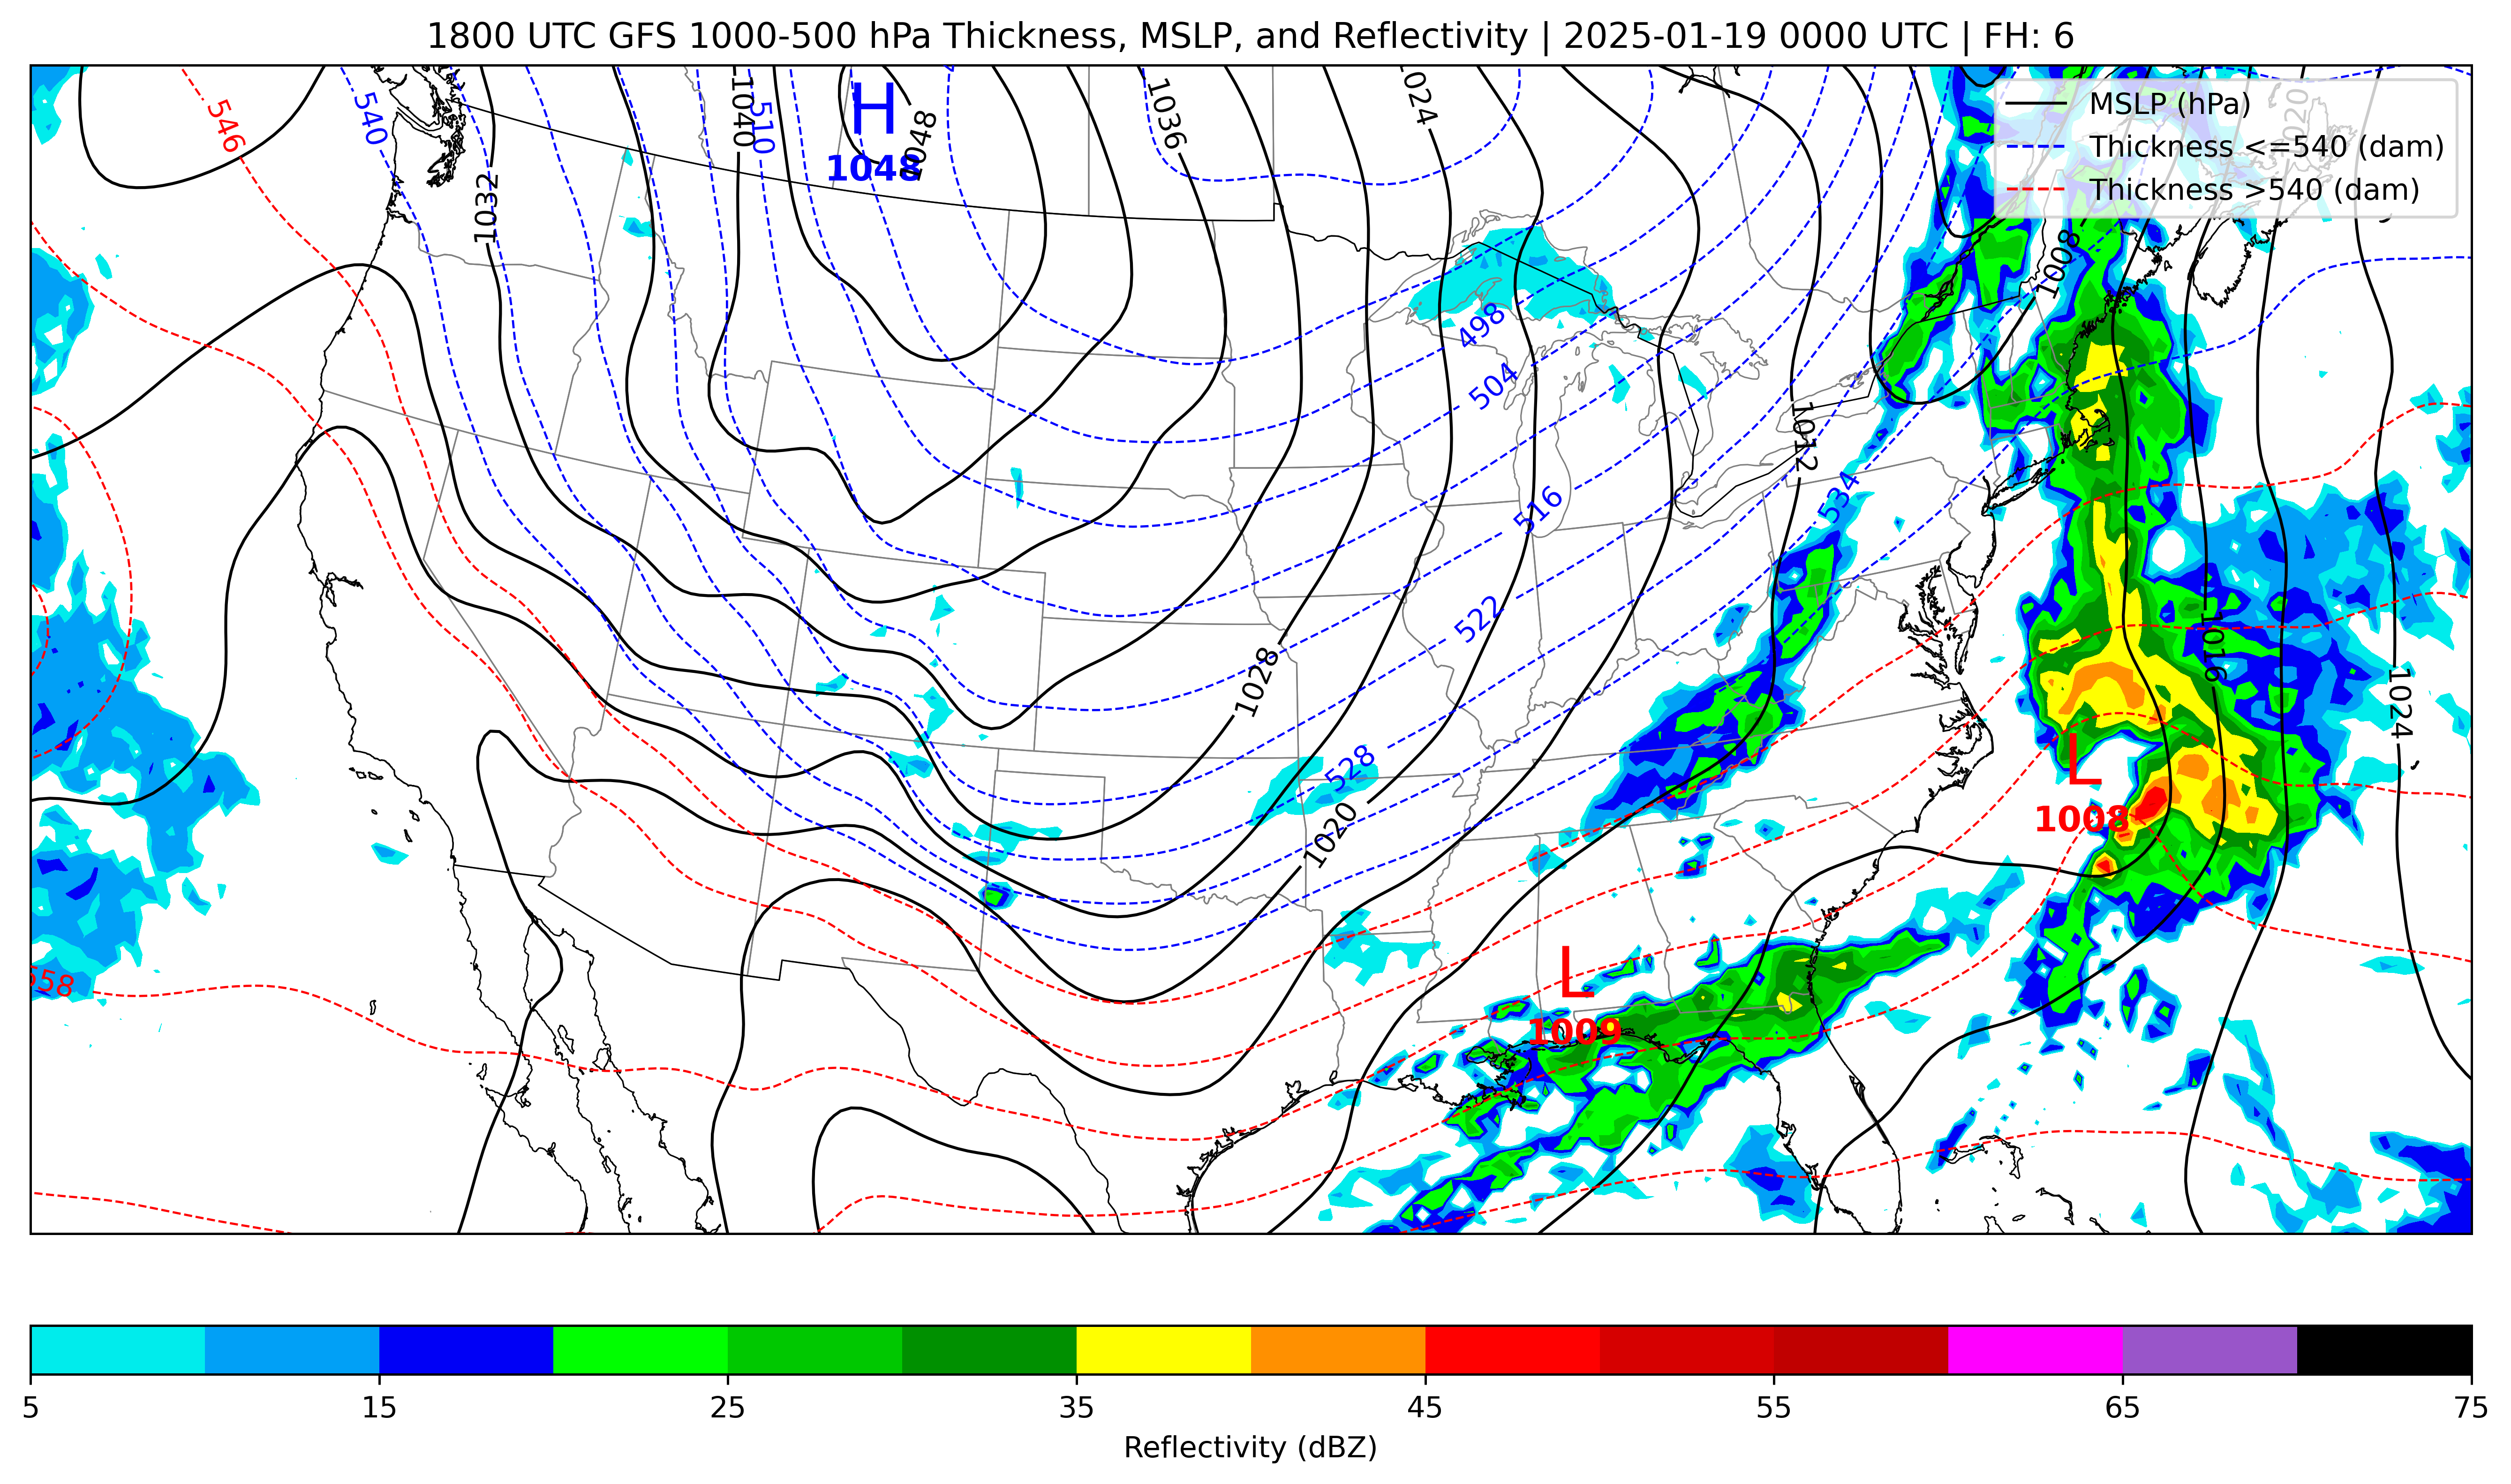 1800 UTC GFS 1000-500 hPa Thickness, MSLP, and Reflectivity | 2025-01-19 0000 UTC | FH: 6
MSLP (hPa)
Thickness <=540 (dam)
Thickness >540 (dam)
546
540
1032
1040
510
H
1048
1048
1036
1024
1020
1008
498
504
516
534
1012
522
1028
528
1020
1016
1024
L
1008
L
1009
558
5 15 25 35 45 55 65 75
Reflectivity (dBZ)